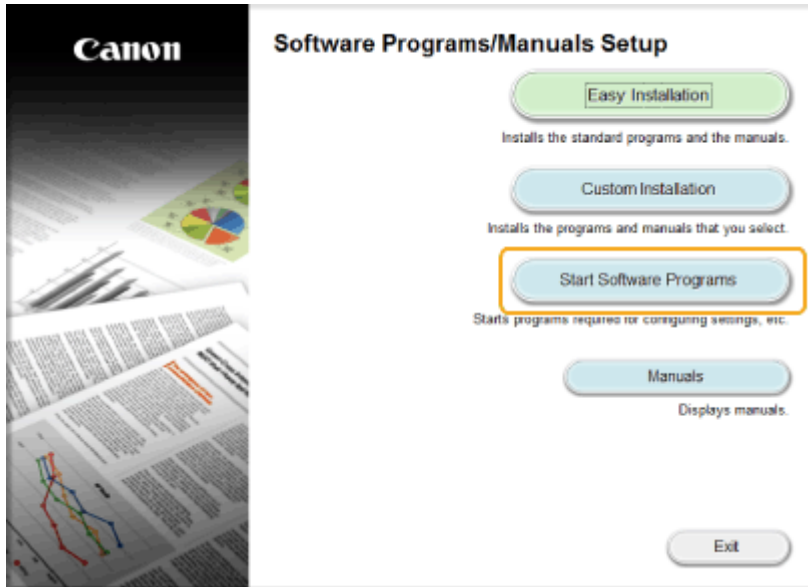 Canon
Software Programs/Manuals Setup
Easy Installation
Installs the standard programs and the manuals.
Custom Installation
Installs the programs and manuals that you select.
Start Software Programs
Starts programs required for configuring settings, etc.
Manuals
Displays manuals.
Exit